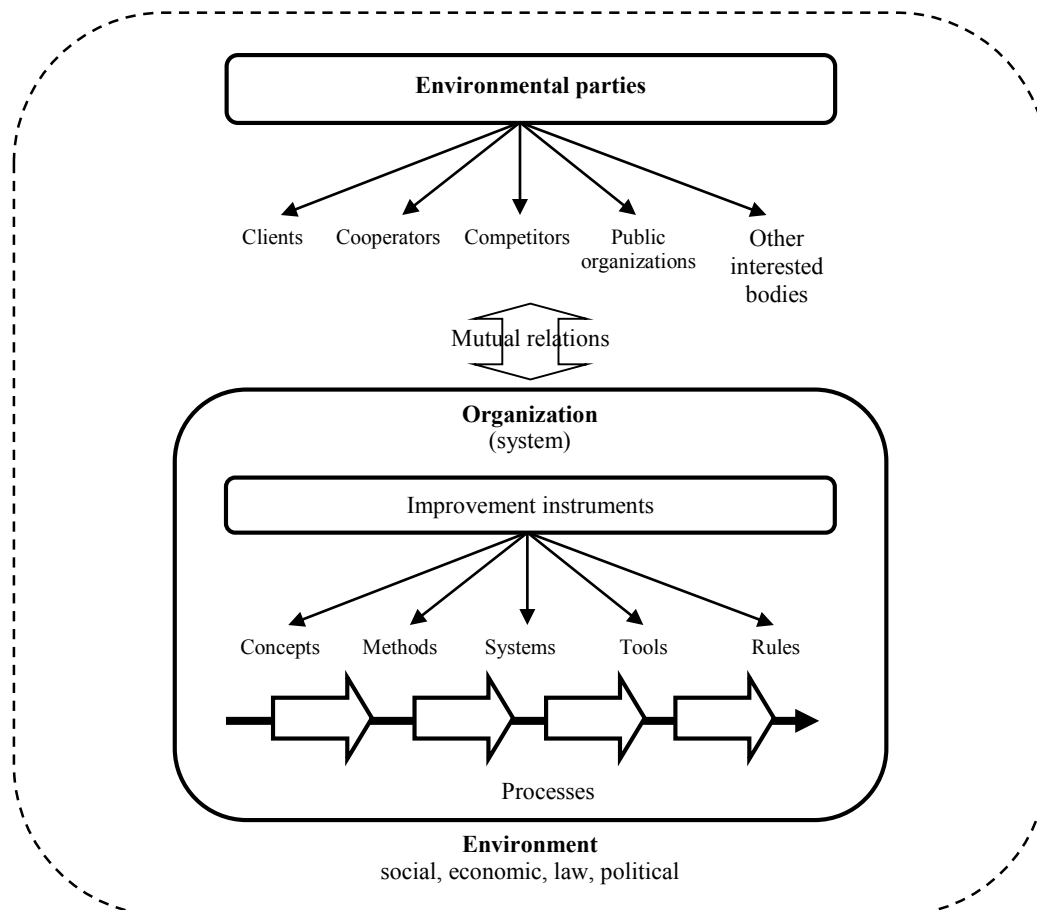 Environmental parties
Clients
Cooperators
Competitors
Public
organizations
Other
interested
bodies
Mutual relations
Organization
(system)
Improvement instruments
Concepts
Methods
Systems
Tools
Rules
Processes
Environment
social, economic, law, political